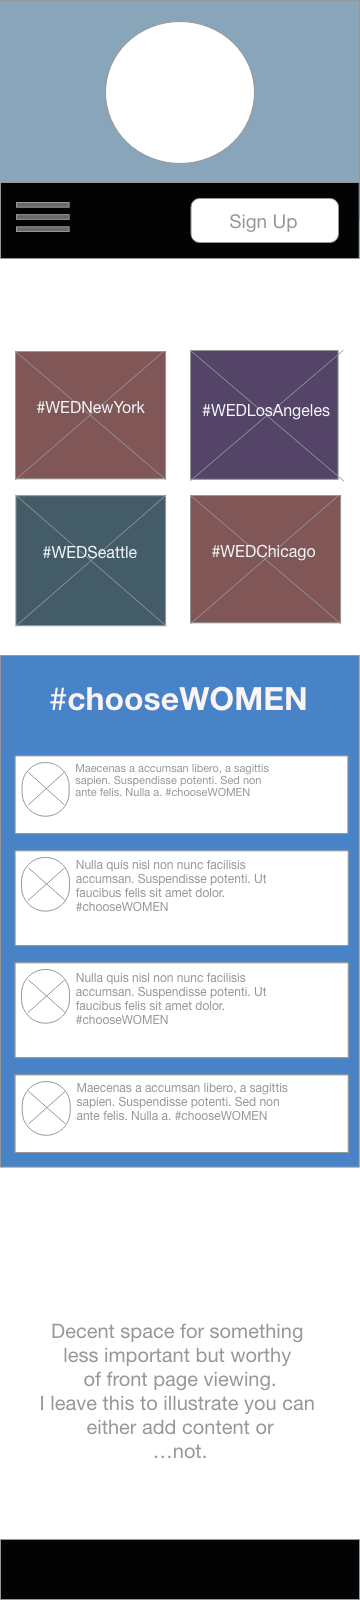 Sign Up
#WEDNewYork
#WEDLosAngeles
#WEDSeattle
#WEDChicago
#chooseWOMEN
Maecenas a accumsan libero, a sagittis
sapien. Suspendisse potenti. Sed non
ante felis. Nulla a. #chooseWOMEN
Nulla quis nisl non nunc facilisis
accumsan. Suspendisse potenti. Ut
faucibus felis sit amet dolor.
#chooseWOMEN
Nulla quis nisl non nunc facilisis
accumsan. Suspendisse potenti. Ut
faucibus felis sit amet dolor.
#chooseWOMEN
Maecenas a accumsan libero, a sagittis
sapien. Suspendisse potenti. Sed non
ante felis. Nulla a. #chooseWOMEN
Decent space for something
less important but worthy
of front page viewing.
I leave this to illustrate you can
either add content or
…not.